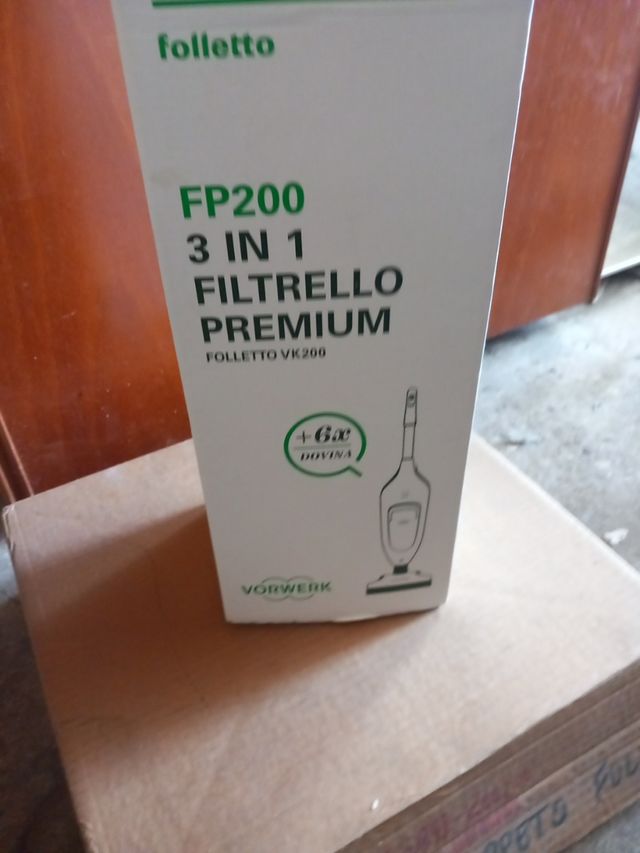 folletto
FP200
3 IN 1
FILTRELLO
PREMIUM
FOLLETTO VK200
+6x
DOVINA
VORWERK